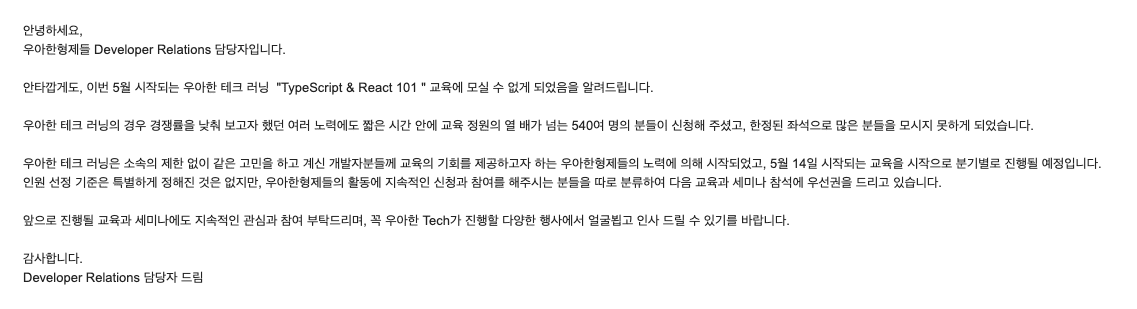 안녕하세요,
우아한형제들 Developer Relations 담당자입니다.
안타깝게도, 이번 5월 시작되는 우아한 테크 러닝 "TypeScript & React 101 " 교육에 모실 수 없게 되었음을 알려드립니다.
우아한 테크 러닝의 경우 경쟁률을 낮춰 보고자 했던 여러 노력에도 짧은 시간 안에 교육 정원의 열 배가 넘는 540여 명의 분들이 신청해 주셨고, 한정된 좌석으로 많은 분들을 모시지 못하게 되었습니다.
우아한 테크 러닝은 소속의 제한 없이 같은 고민을 하고 계신 개발자분들께 교육의 기회를 제공하고자 하는 우아한형제들의 노력에 의해 시작되었고, 5월 14일 시작되는 교육을 시작으로 분기별로 진행될 예정입니다.
인원 선정 기준은 특별하게 정해진 것은 없지만, 우아한형제들의 활동에 지속적인 신청과 참여를 해주시는 분들을 따로 분류하여 다음 교육과 세미나 참석에 우선권을 드리고 있습니다.
앞으로 진행될 교육과 세미나에도 지속적인 관심과 참여 부탁드리며, 꼭 우아한 Tech가 진행할 다양한 행사에서 얼굴뵙고 인사 드릴 수 있기를 바랍니다.
감사합니다.
Developer Relations 담당자 드림